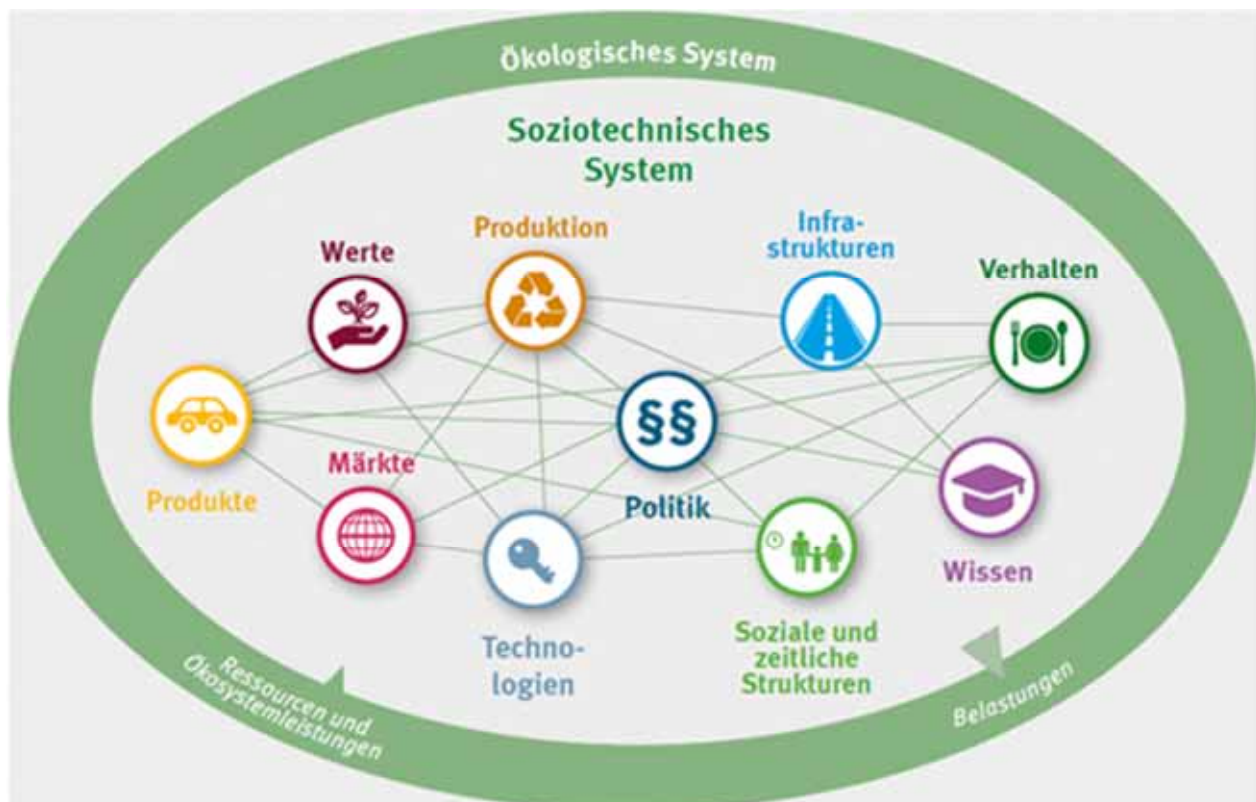 Ökologisches System
Soziotechnisches
System
Produktion
Infra-
strukturen
Werte
Verhalten
§§
Märkte
Produkte
Politik
Wissen
Techno-
logien
Soziale und
zeitliche
Strukturen
Ressourcen und
Ökosystemleistungen
Belastungen